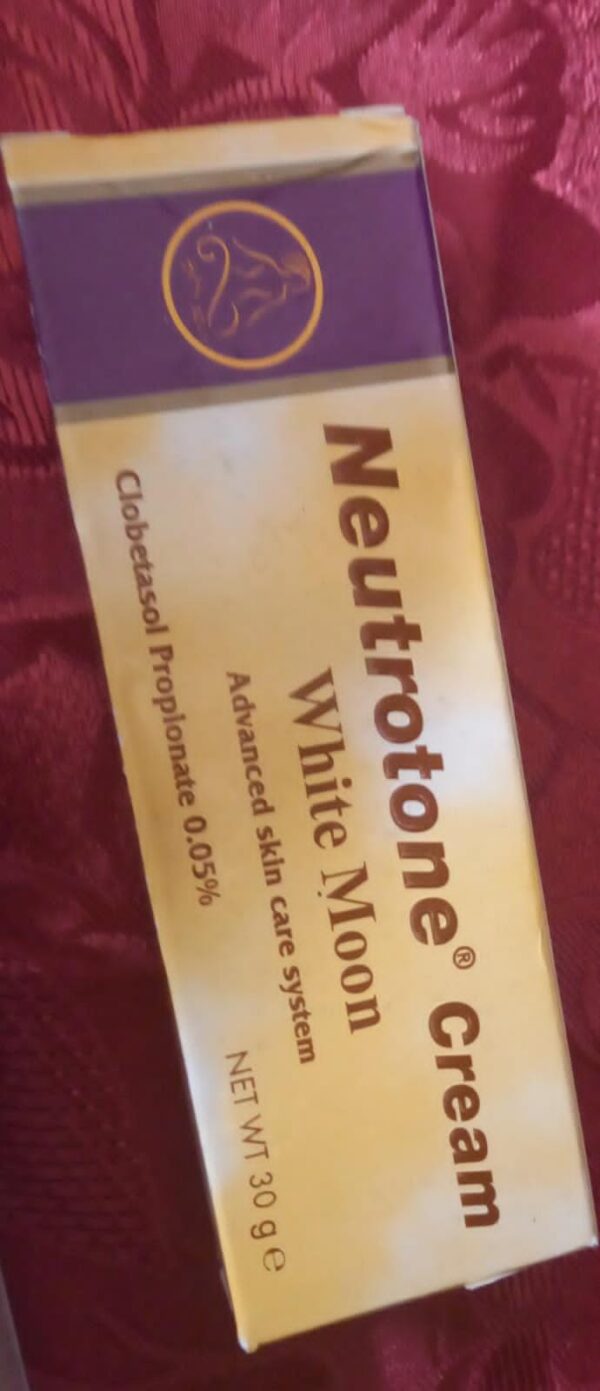 Neutrotone® Cream
White Moon
Advanced skin care system
Clobetasol Propionate 0.05%
NET WT 30 g e